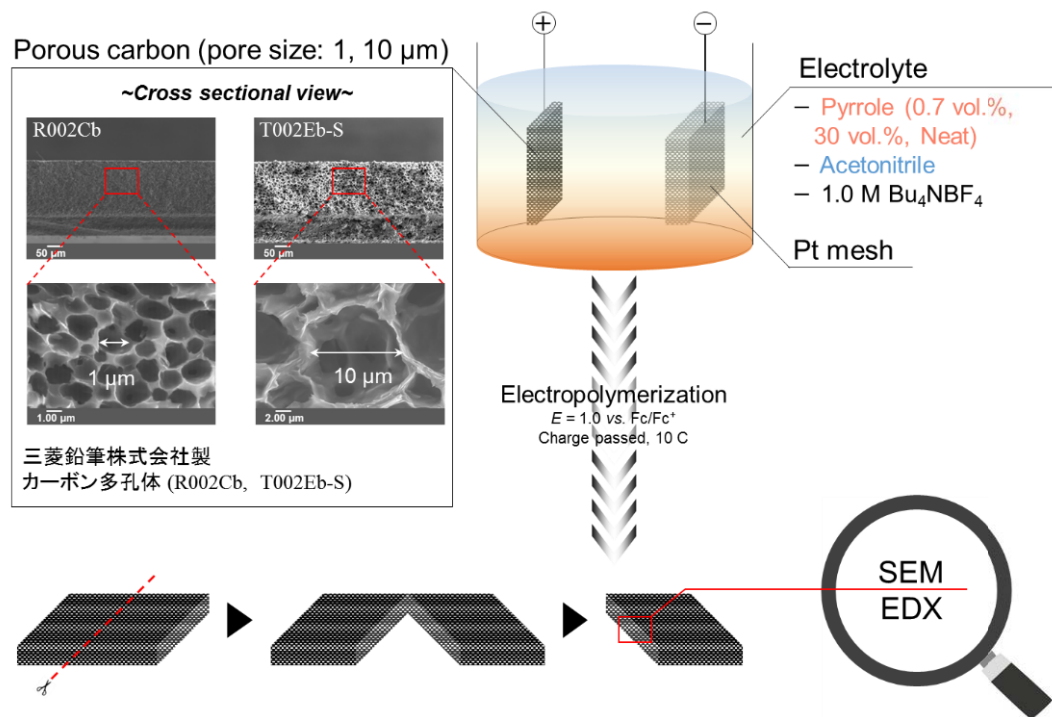 Porous carbon (pore size: 1, 10 µm)
~Cross sectional view~
R002Cb
T002Eb-S
50 µm
50 µm
1 µm
10 µm
1.00 µm
2.00 µm
三菱鉛筆株式会社製
カーボン多孔体 (R002Cb, T002Eb-S)
+
−
Electrolyte
− Pyrrole (0.7 vol.%,
30 vol.%, Neat)
− Acetonitrile
− 1.0 M Bu₄NBF₄
Pt mesh
Electropolymerization
E = 1.0 vs. Fc/Fc⁺
Charge passed, 10 C
SEM
EDX